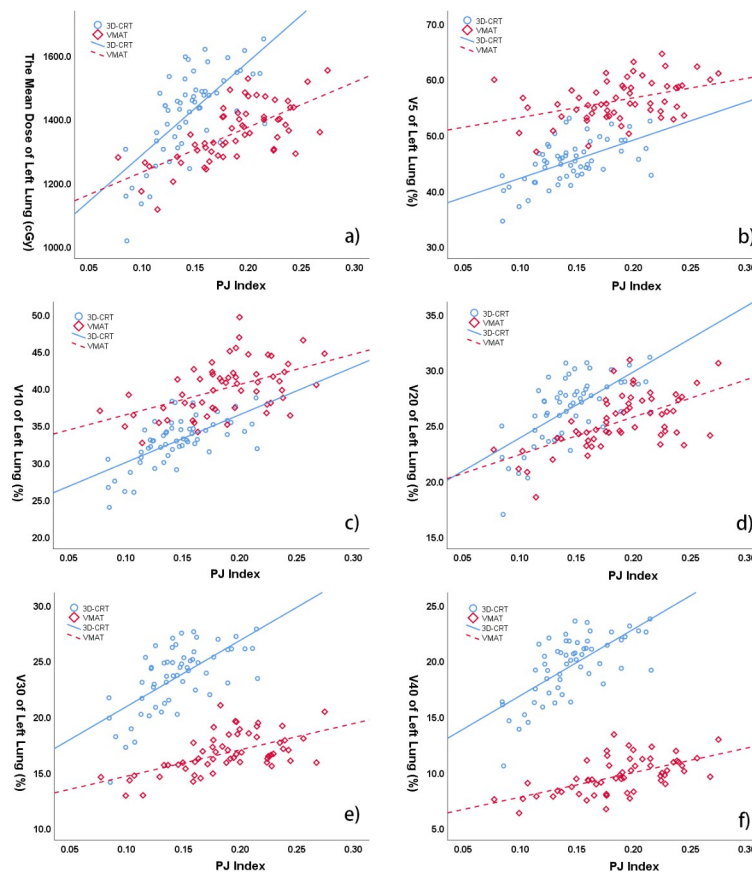 The Mean Dose of Left Lung (cGy)
1600.0
1400.0
1200.0
1000.0
3D-CRT
VMAT
3D-CRT
VMAT
0.05 0.10 0.15 0.20 0.25 0.30
PJ Index
a)
V5 of Left Lung (%)
70.0
60.0
50.0
40.0
30.0
3D-CRT
VMAT
3D-CRT
VMAT
0.05 0.10 0.15 0.20 0.25 0.30
PJ Index
b)
V10 of Left Lung (%)
50.0
45.0
40.0
35.0
30.0
25.0
20.0
3D-CRT
VMAT
3D-CRT
VMAT
0.05 0.10 0.15 0.20 0.25 0.30
PJ Index
c)
V20 of Left Lung (%)
35.0
30.0
25.0
20.0
15.0
3D-CRT
VMAT
3D-CRT
VMAT
0.05 0.10 0.15 0.20 0.25 0.30
PJ Index
d)
V30 of Left Lung (%)
30.0
25.0
20.0
15.0
10.0
3D-CRT
VMAT
3D-CRT
VMAT
0.05 0.10 0.15 0.20 0.25 0.30
PJ Index
e)
V40 of Left Lung (%)
25.0
20.0
15.0
10.0
5.0
3D-CRT
VMAT
3D-CRT
VMAT
0.05 0.10 0.15 0.20 0.25 0.30
PJ Index
f)